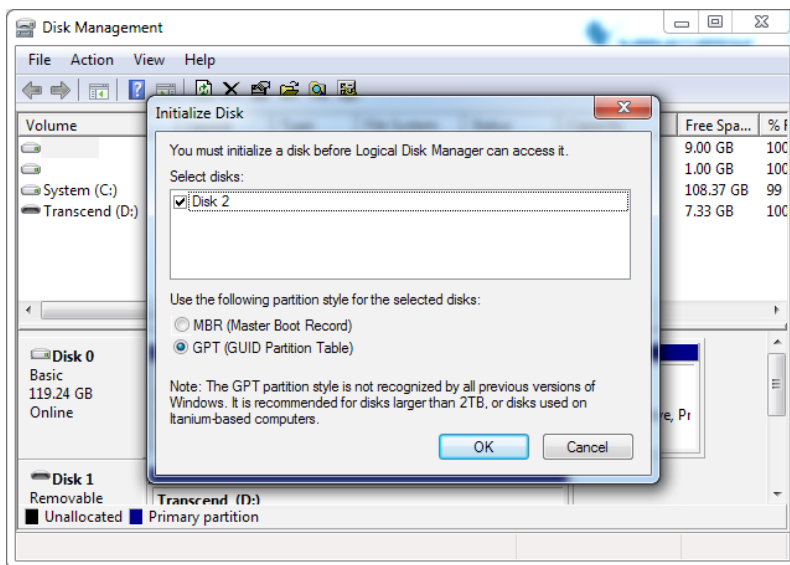 Disk Management
File Action View Help
Initialize Disk
Volume
Free Spa... % F
You must initialize a disk before Logical Disk Manager can access it.
9.00 GB 100
Select disks:
1.00 GB 100
System (C:)
108.37 GB 99
Disk 2
Transcend (D:)
7.33 GB 100
Use the following partition style for the selected disks:
MBR (Master Boot Record)
GPT (GUID Partition Table)
Disk 0
Basic
119.24 GB
Online
Note: The GPT partition style is not recognized by all previous versions of
Windows. It is recommended for disks larger than 2TB, or disks used on
Itanium-based computers.
ve, Pr
OK Cancel
Disk 1
Removable
Transcend (D:)
Unallocated Primary partition